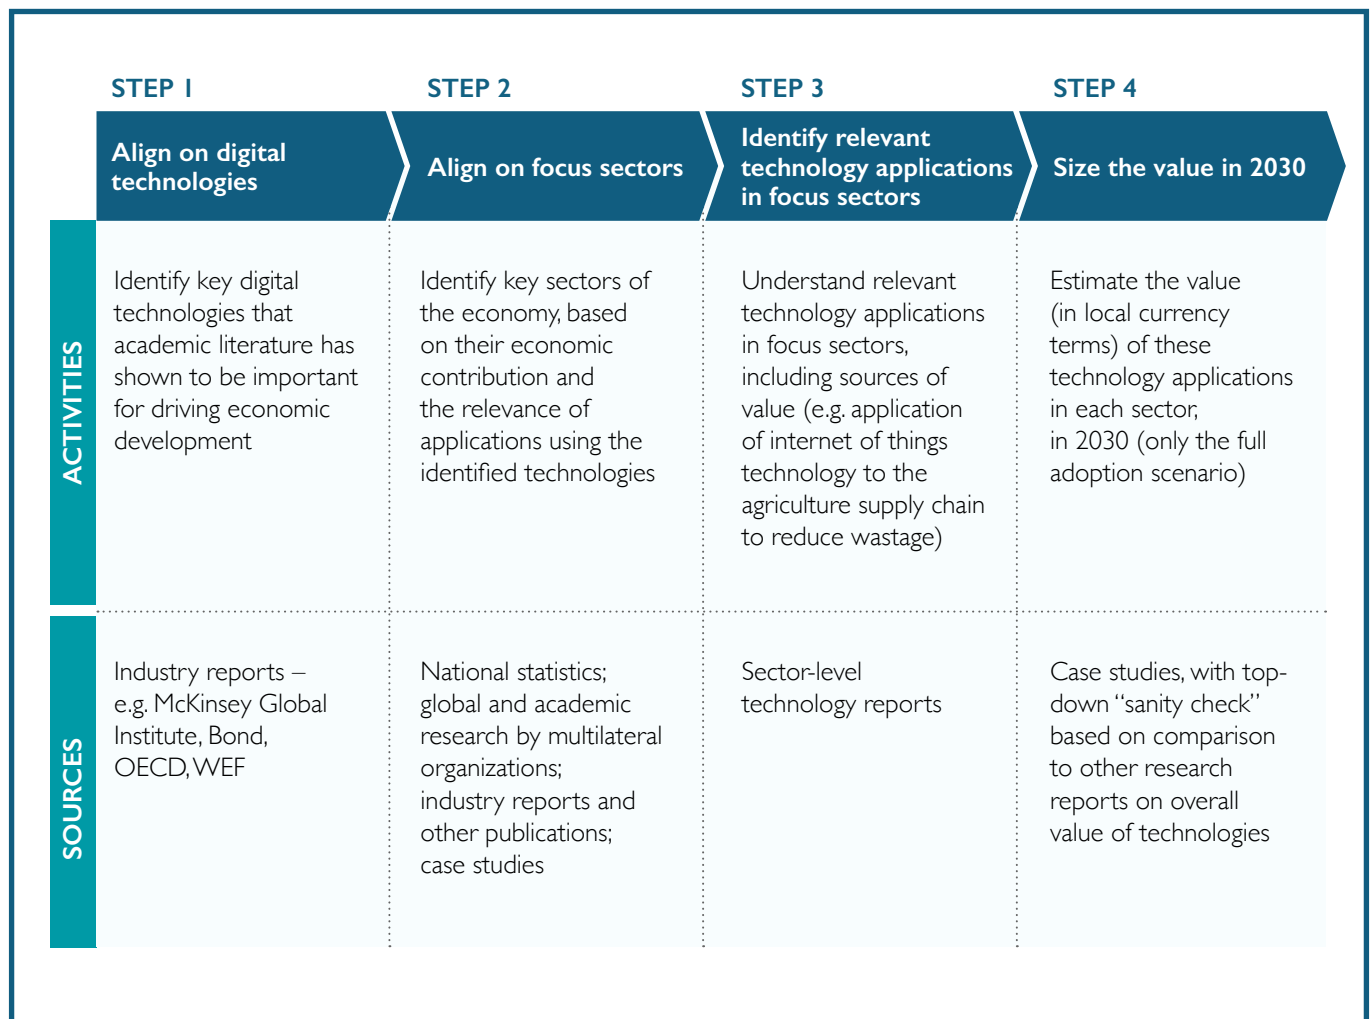 STEP 1
STEP 2
STEP 3
STEP 4
Align on digital
technologies
Align on focus sectors
Identify relevant
technology applications
in focus sectors
Size the value in 2030
ACTIVITIES
Identify key digital
technologies that
academic literature has
shown to be important
for driving economic
development
Identify key sectors of
the economy, based
on their economic
contribution and
the relevance of
applications using the
identified technologies
Understand relevant
technology applications
in focus sectors,
including sources of
value (e.g. application
of internet of things
technology to the
agriculture supply chain
to reduce wastage)
Estimate the value
(in local currency
terms) of these
technology applications
in each sector,
in 2030 (only the full
adoption scenario)
SOURCES
Industry reports –
e.g. McKinsey Global
Institute, Bond,
OECD, WEF
National statistics;
global and academic
research by multilateral
organizations;
industry reports and
other publications;
case studies
Sector-level
technology reports
Case studies, with top-
down “sanity check”
based on comparison
to other research
reports on overall
value of technologies